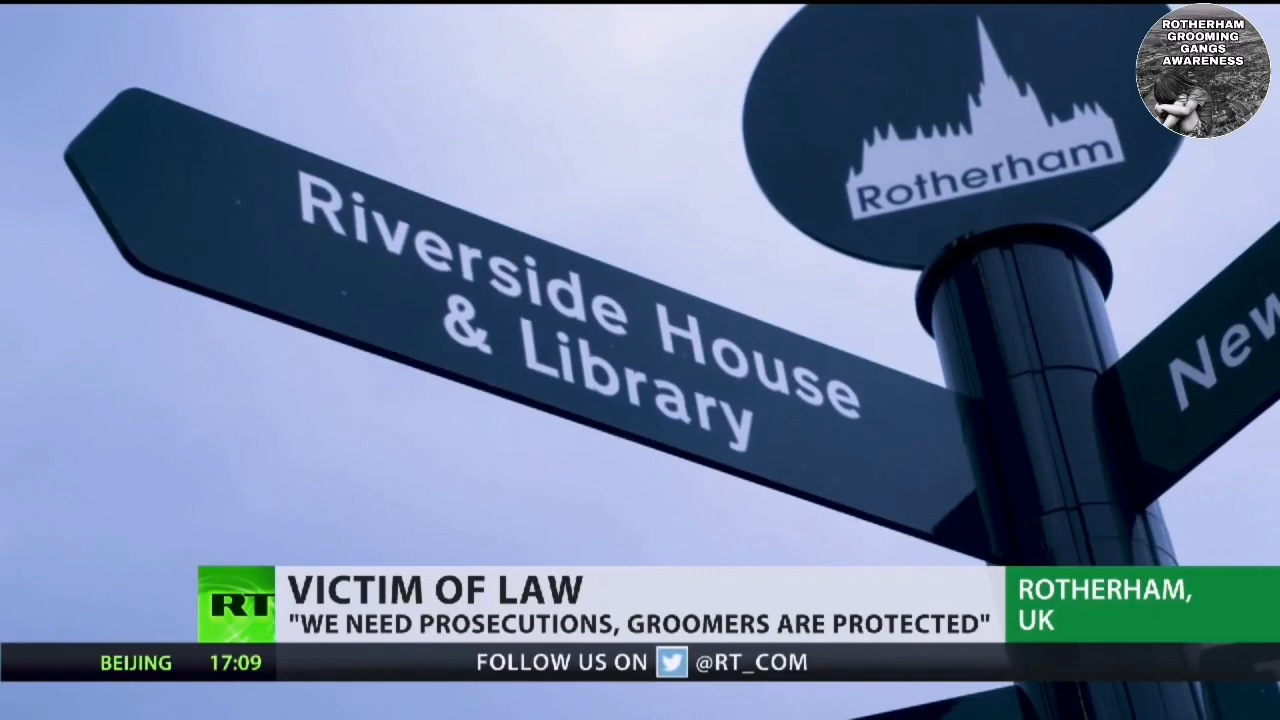 ROTHERHAM
GROOMING
GANGS
AWARENESS
Rotherham
Riverside House
& Library
New
RT
VICTIM OF LAW
"WE NEED PROSECUTIONS, GROOMERS ARE PROTECTED"
ROTHERHAM,
UK
BEIJING 17:09
FOLLOW US ON @RT_COM